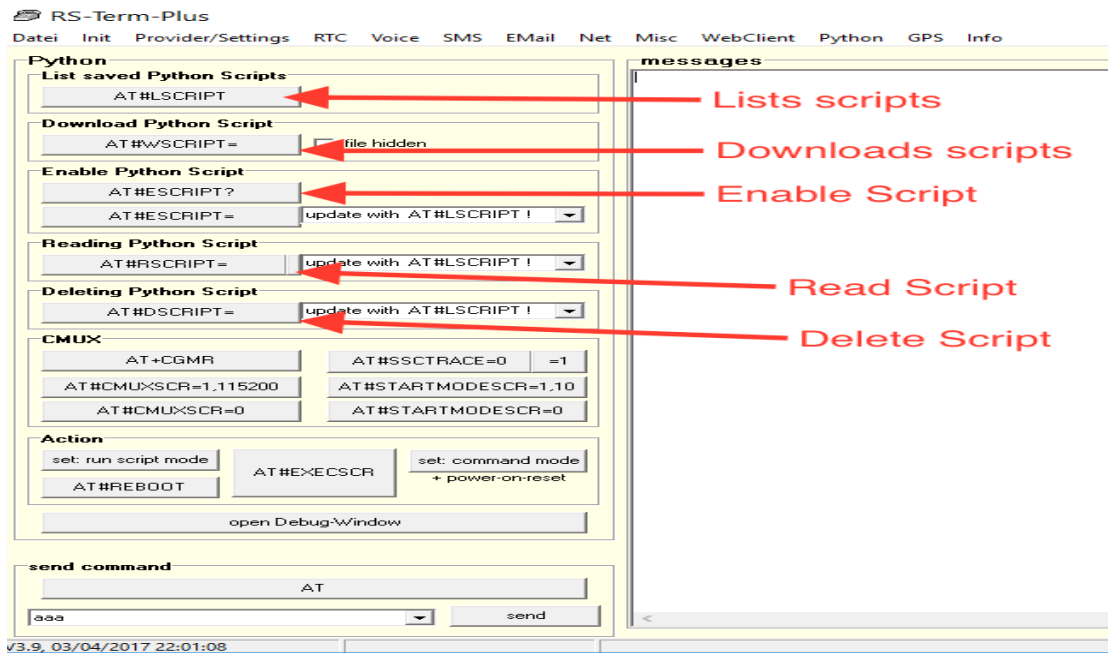 RS-Term-Plus
Datei Init Provider/Settings RTC Voice SMS EMail Net Misc WebClient Python GPS Info
Python
messages
List saved Python Scripts
AT#LSCRIPT
Lists scripts
Download Python Script
AT#WSCRIPT=
file hidden
Downloads scripts
Enable Python Script
AT#ESCRIPT?
Enable Script
AT#ESCRIPT=
update with AT#LSCRIPT !
Reading Python Script
AT#RSCRIPT=
update with AT#LSCRIPT !
Read Script
Deleting Python Script
AT#DSCRIPT=
update with AT#LSCRIPT !
Delete Script
CMUX
AT+CGMR
AT#SSCTRACE=0
=1
AT#CMUXSCR=1,115200
AT#STARTMODESCR=1,10
AT#CMUXSCR=0
AT#STARTMODESCR=0
Action
set: run script mode
AT#EXECSCR
set: command mode
+ power-on-reset
AT#REBOOT
open Debug-Window
send command
AT
aaa
send
V3.9, 03/04/2017 22:01:08